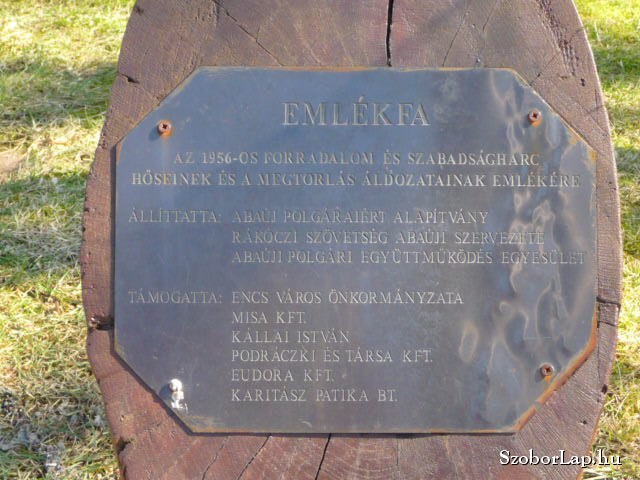 EMLÉKFA
AZ 1956-OS FORRADALOM ÉS SZABADSÁGHARC
HŐSEINEK ÉS A MEGTORLÁS ÁLDOZATAINAK EMLÉKÉRE
ÁLLÍTTATTA: ABAÚJ POLGÁRAIÉRT ALAPÍTVÁNY
RÁKÓCZI SZÖVETSÉG ABAÚJI SZERVEZETE
ABAÚJI POLGÁRI EGYÜTTMŰKÖDÉS EGYESÜLET
TÁMOGATTA: ENCS VÁROS ÖNKORMÁNYZATA
MISA KFT.
KÁLLAI ISTVÁN
PODRÁCZKI ÉS TÁRSA KFT.
EUDORA KFT.
KARITÁSZ PATIKA BT.
SzoborLap.hu